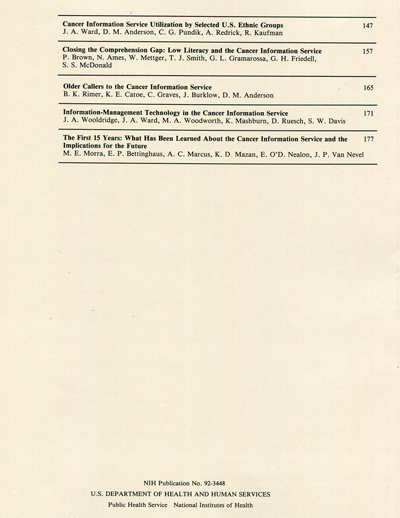 Cancer Information Service Utilization by Selected U.S. Ethnic Groups 147
J. A. Ward, D. M. Anderson, C. G. Pundik, A. Redrick, R. Kaufman
Closing the Comprehension Gap: Low Literacy and the Cancer Information Service 157
P. Brown, N. Ames, W. Mettger, T. J. Smith, G. L. Gramarossa, G. H. Friedell,
S. S. McDonald
Older Callers to the Cancer Information Service 165
B. K. Rimer, K. E. Catoe, C. Graves, J. Burklow, D. M. Anderson
Information-Management Technology in the Cancer Information Service 171
J. A. Wooldridge, J. A. Ward, M. A. Woodworth, K. Mashburn, D. Ruesch, S. W. Davis
The First 15 Years: What Has Been Learned About the Cancer Information Service and the 177
Implications for the Future
M. E. Morra, E. P. Bettinghaus, A. C. Marcus, K. D. Mazan, E. O'D. Nealon, J. P. Van Nevel
NIH Publication No. 92-3448
U.S. DEPARTMENT OF HEALTH AND HUMAN SERVICES
Public Health Service National Institutes of Health